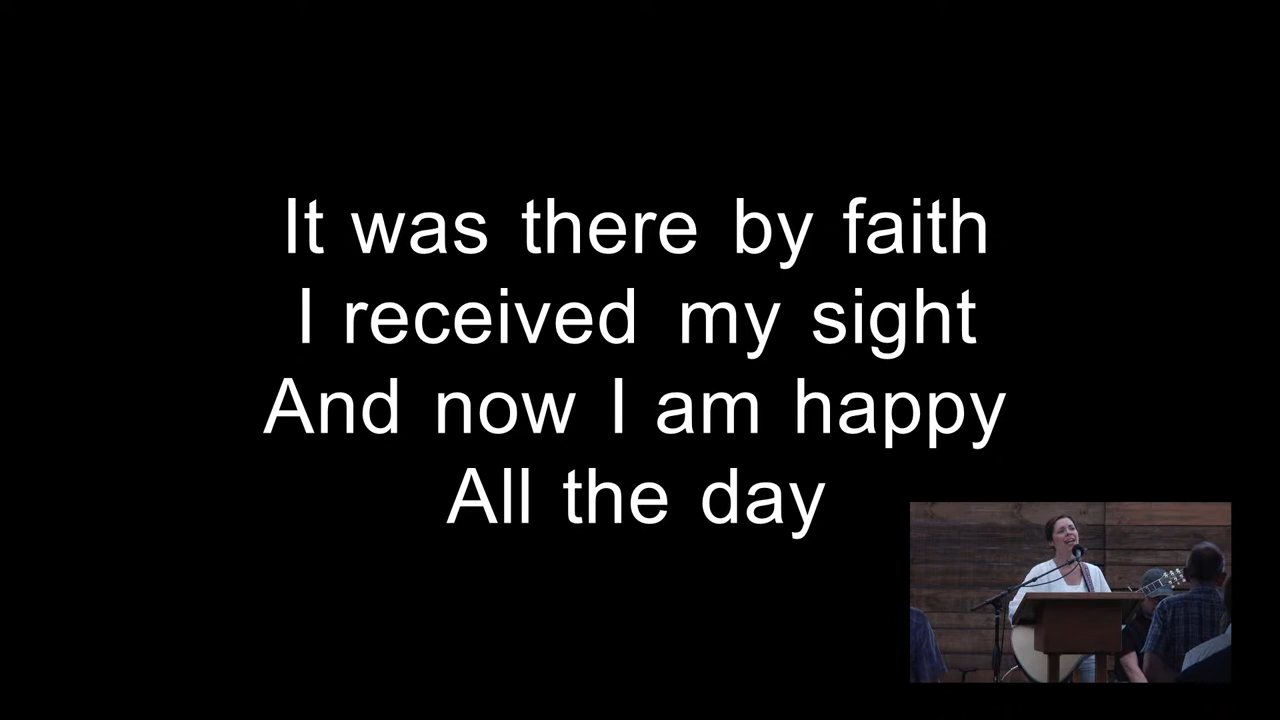 It was there by faith
I received my sight
And now I am happy
All the day